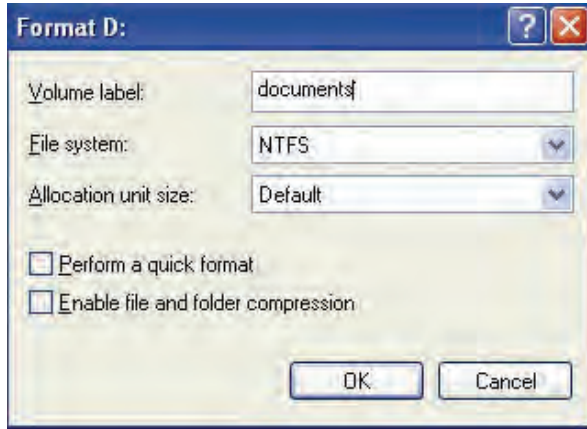 Format D:
Volume label: documents
File system: NTFS
Allocation unit size: Default
Perform a quick format
Enable file and folder compression
OK Cancel